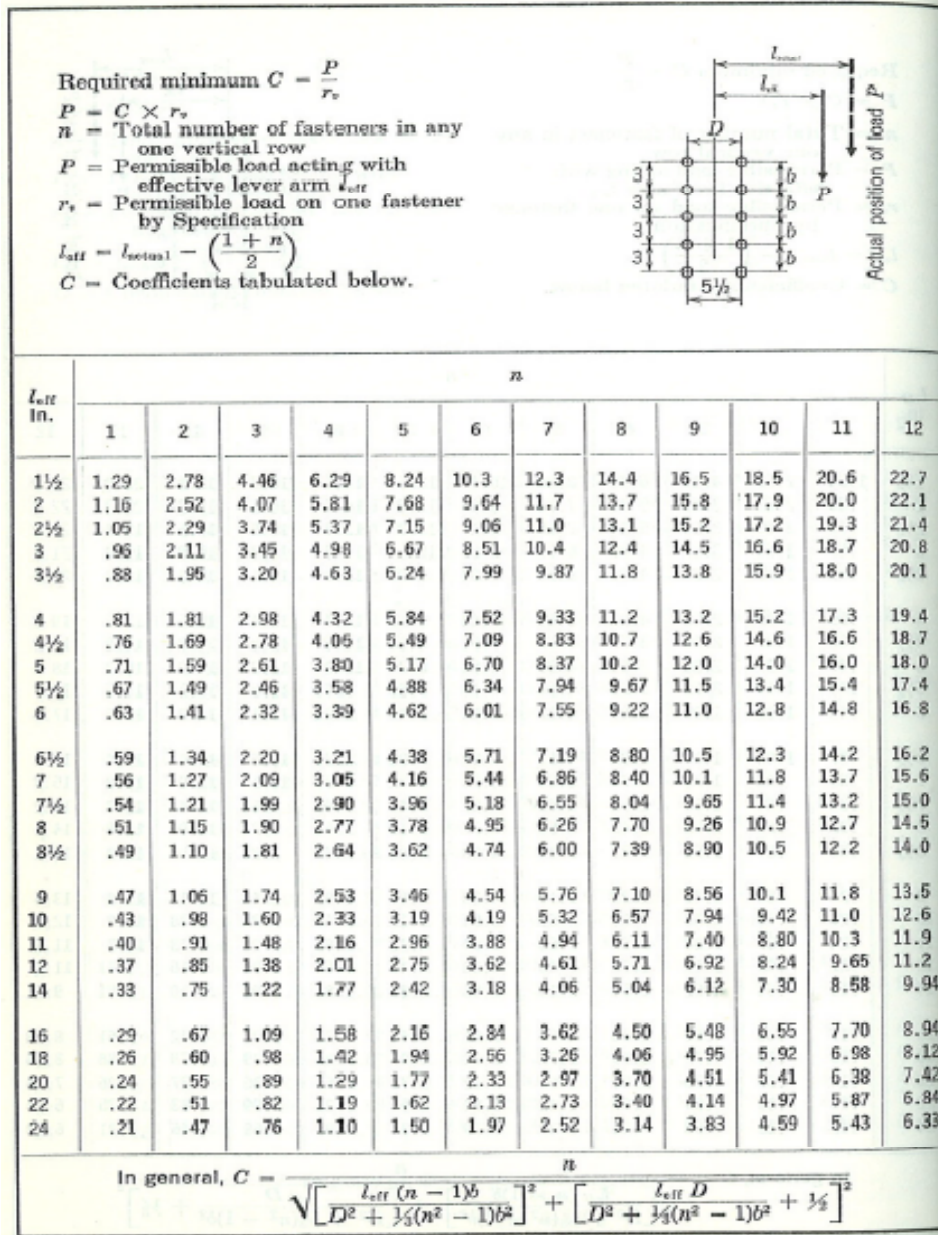 Required minimum C = P/rᵥ
P = C × rᵥ
n = Total number of fasteners in any
one vertical row
P = Permissible load acting with
effective lever arm l_eff
rᵥ = Permissible load on one fastener
by Specification
l_eff = l_actual − ((1 + n)/2)
C = Coefficients tabulated below.
l_actual
l_eff
D
3 b
3 b
3 b
3 b
5½
P
Actual position of load P
l_eff In. n
1 2 3 4 5 6 7 8 9 10 11 12
1½ 1.29 2.78 4.46 6.29 8.24 10.3 12.3 14.4 16.5 18.5 20.6 22.7
2 1.16 2.52 4.07 5.81 7.68 9.64 11.7 13.7 15.8 17.9 20.0 22.1
2½ 1.05 2.29 3.74 5.37 7.15 9.06 11.0 13.1 15.2 17.2 19.3 21.4
3 .96 2.11 3.45 4.98 6.67 8.51 10.4 12.4 14.5 16.6 18.7 20.8
3½ .88 1.95 3.20 4.63 6.24 7.99 9.87 11.8 13.8 15.9 18.0 20.1
4 .81 1.81 2.98 4.32 5.84 7.52 9.33 11.2 13.2 15.2 17.3 19.4
4½ .76 1.69 2.78 4.05 5.49 7.09 8.83 10.7 12.6 14.6 16.6 18.7
5 .71 1.59 2.61 3.80 5.17 6.70 8.37 10.2 12.0 14.0 16.0 18.0
5½ .67 1.49 2.46 3.58 4.88 6.34 7.94 9.67 11.5 13.4 15.4 17.4
6 .63 1.41 2.32 3.39 4.62 6.01 7.55 9.22 11.0 12.8 14.8 16.8
6½ .59 1.34 2.20 3.21 4.38 5.71 7.19 8.80 10.5 12.3 14.2 16.2
7 .56 1.27 2.09 3.05 4.16 5.44 6.86 8.40 10.1 11.8 13.7 15.6
7½ .54 1.21 1.99 2.90 3.96 5.18 6.55 8.04 9.65 11.4 13.2 15.0
8 .51 1.15 1.90 2.77 3.78 4.95 6.26 7.70 9.26 10.9 12.7 14.5
8½ .49 1.10 1.81 2.64 3.62 4.74 6.00 7.39 8.90 10.5 12.2 14.0
9 .47 1.06 1.74 2.53 3.46 4.54 5.76 7.10 8.56 10.1 11.8 13.5
10 .43 .98 1.60 2.33 3.19 4.19 5.32 6.57 7.94 9.42 11.0 12.6
11 .40 .91 1.48 2.16 2.96 3.88 4.94 6.11 7.40 8.80 10.3 11.9
12 .37 .85 1.38 2.01 2.75 3.62 4.61 5.71 6.92 8.24 9.65 11.2
14 .33 .75 1.22 1.77 2.42 3.18 4.06 5.04 6.12 7.30 8.58 9.94
16 .29 .67 1.09 1.58 2.16 2.84 3.62 4.50 5.48 6.55 7.70 8.94
18 .26 .60 .98 1.42 1.94 2.56 3.26 4.06 4.95 5.92 6.98 8.12
20 .24 .55 .89 1.29 1.77 2.33 2.97 3.70 4.51 5.41 6.38 7.42
22 .22 .51 .82 1.19 1.62 2.13 2.73 3.40 4.14 4.97 5.87 6.84
24 .21 .47 .76 1.10 1.50 1.97 2.52 3.14 3.83 4.59 5.43 6.33
In general, C = n / √([l_eff (n − 1)b / (D² + ⅓(n² − 1)b²)]² + [l_eff D / (D² + ⅓(n² − 1)b²) + ½]²)